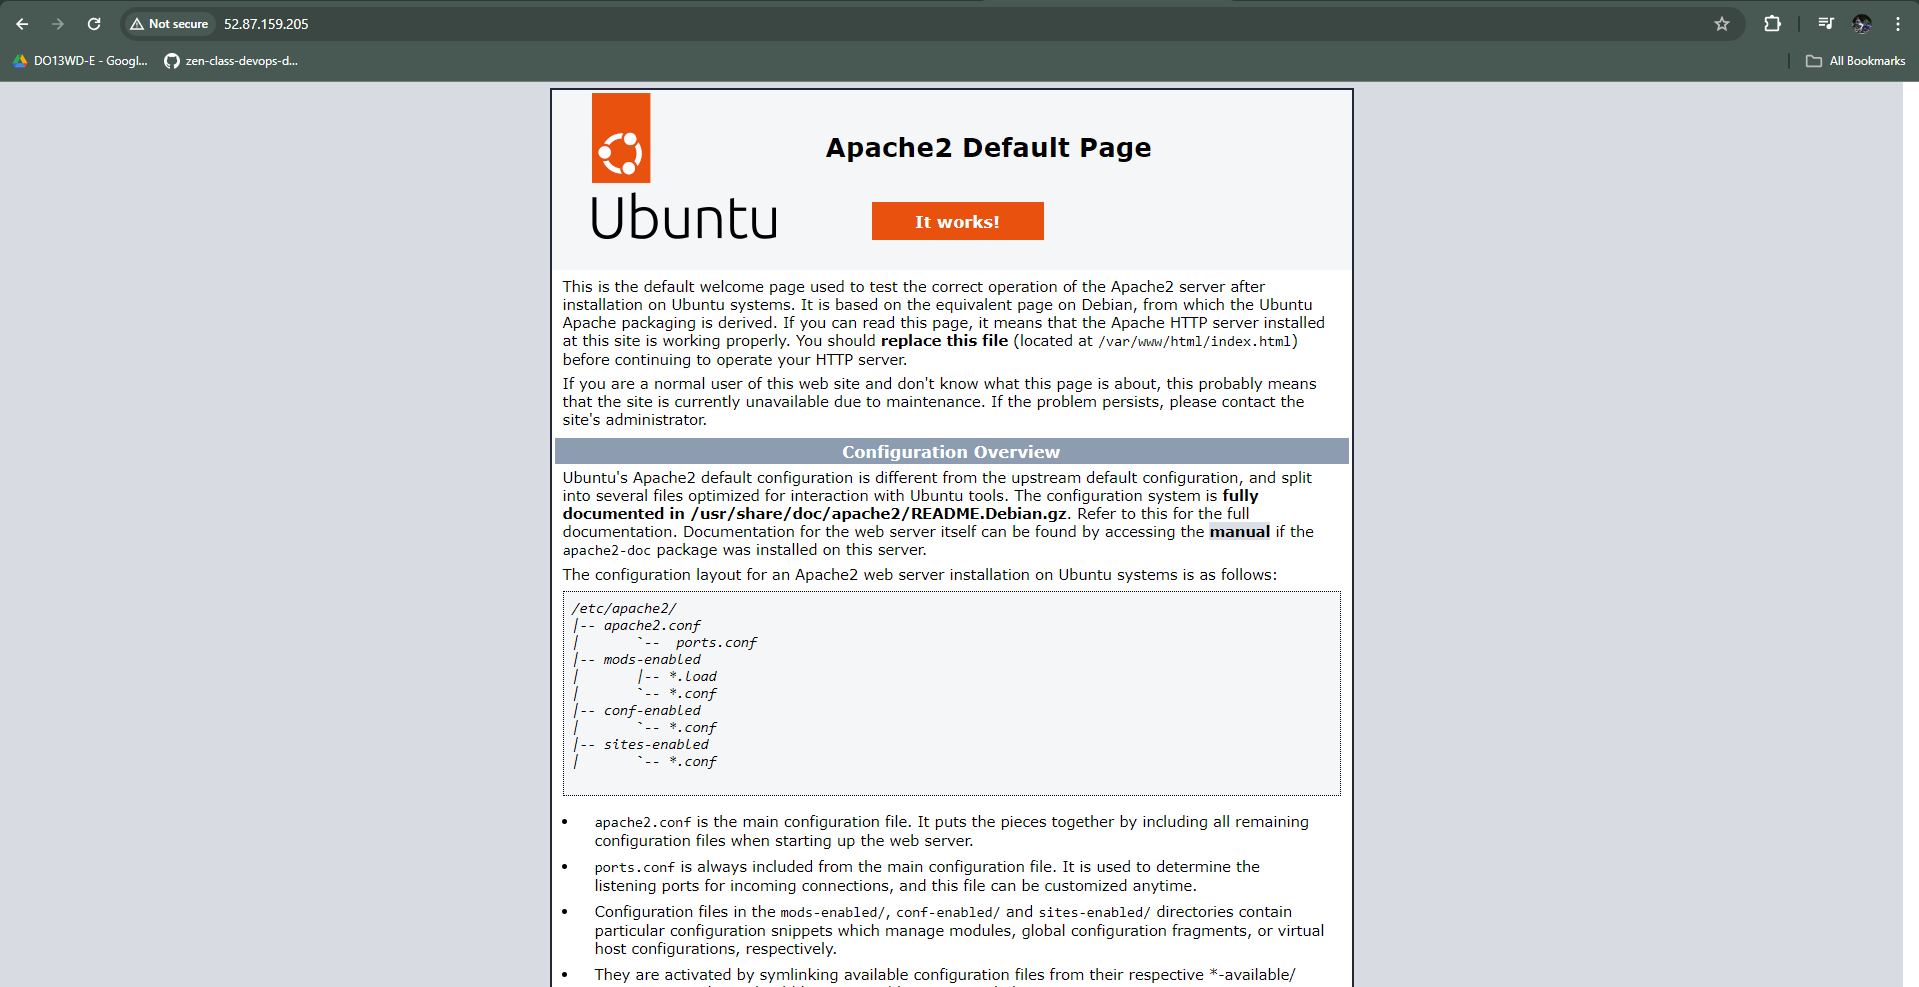 Not secure
52.87.159.205
DO13WD-E - Googl...
zen-class-devops-d...
All Bookmarks
Ubuntu
Apache2 Default Page
It works!
This is the default welcome page used to test the correct operation of the Apache2 server after
installation on Ubuntu systems. It is based on the equivalent page on Debian, from which the Ubuntu
Apache packaging is derived. If you can read this page, it means that the Apache HTTP server installed
at this site is working properly. You should replace this file (located at /var/www/html/index.html)
before continuing to operate your HTTP server.
If you are a normal user of this web site and don't know what this page is about, this probably means
that the site is currently unavailable due to maintenance. If the problem persists, please contact the
site's administrator.
Configuration Overview
Ubuntu's Apache2 default configuration is different from the upstream default configuration, and split
into several files optimized for interaction with Ubuntu tools. The configuration system is fully
documented in /usr/share/doc/apache2/README.Debian.gz. Refer to this for the full
documentation. Documentation for the web server itself can be found by accessing the manual if the
apache2-doc package was installed on this server.
The configuration layout for an Apache2 web server installation on Ubuntu systems is as follows:
/etc/apache2/
|-- apache2.conf
|       `--  ports.conf
|-- mods-enabled
|       |-- *.load
|       `-- *.conf
|-- conf-enabled
|       `-- *.conf
|-- sites-enabled
|       `-- *.conf
• apache2.conf is the main configuration file. It puts the pieces together by including all remaining
configuration files when starting up the web server.
• ports.conf is always included from the main configuration file. It is used to determine the
listening ports for incoming connections, and this file can be customized anytime.
• Configuration files in the mods-enabled/, conf-enabled/ and sites-enabled/ directories contain
particular configuration snippets which manage modules, global configuration fragments, or virtual
host configurations, respectively.
• They are activated by symlinking available configuration files from their respective *-available/